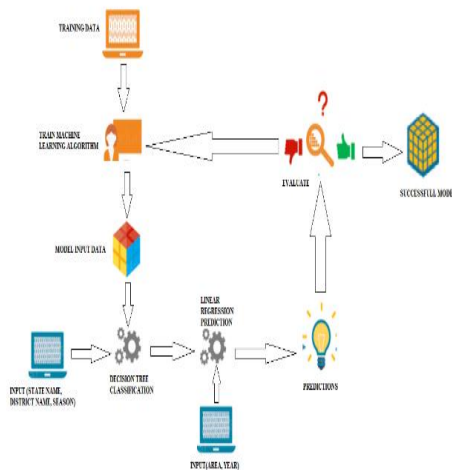 TRAINING DATA
TRAIN MACHINE
LEARNING ALGORITHM
?
EVALUATE
SUCCESSFULL MODEL
MODEL INPUT DATA
LINEAR
REGRESSION
PREDICTION
INPUT (STATE NAME,
DISTRICT NAME, SEASON)
DECISION TREE
CLASSIFICATION
PREDICTIONS
INPUT(AREA, YEAR)